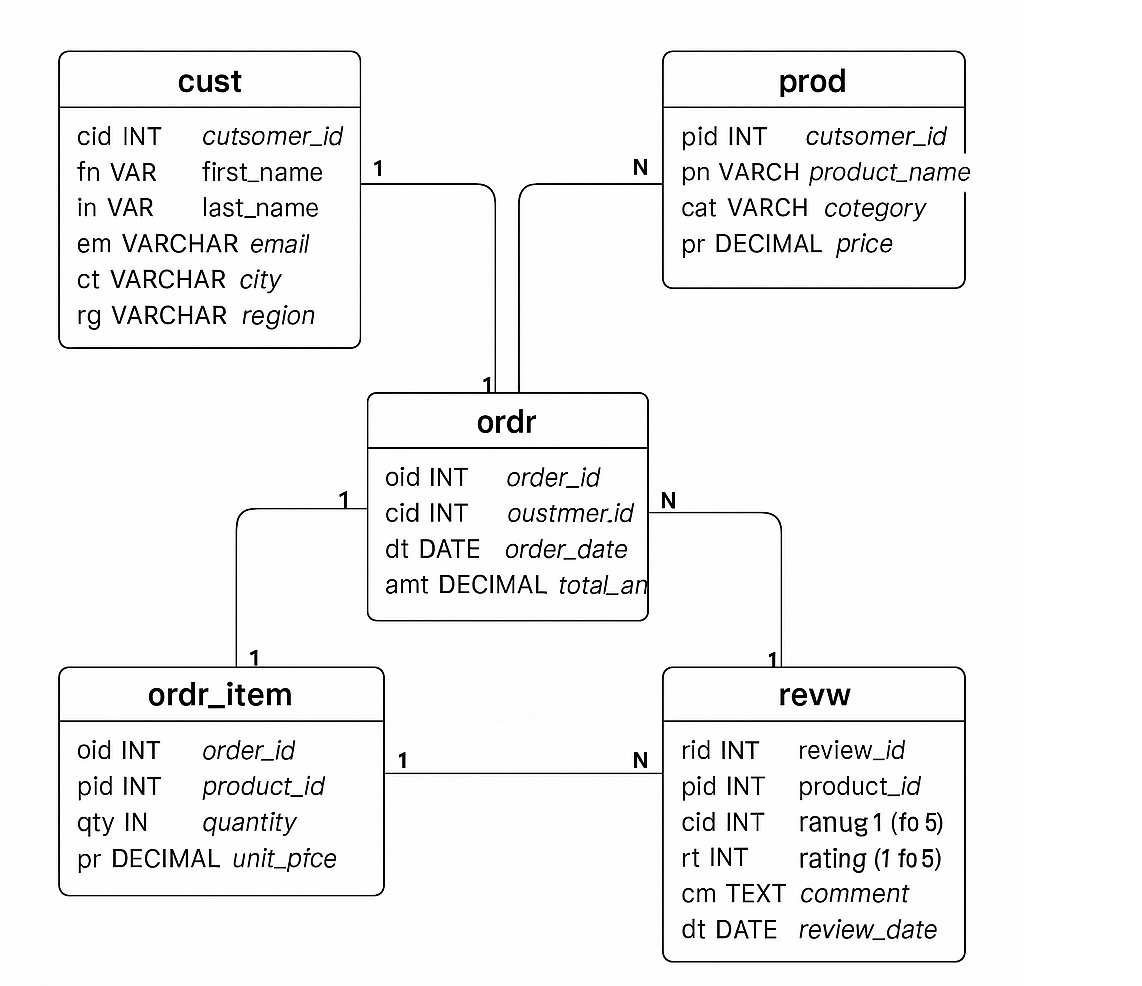 cust
cid INT cutsomer_id
fn VAR first_name
in VAR last_name
em VARCHAR email
ct VARCHAR city
rg VARCHAR region
1
N
prod
pid INT cutsomer_id
pn VARCH product_name
cat VARCH cotegory
pr DECIMAL price
1
ordr
oid INT order_id
cid INT oustmer.id
dt DATE order_date
amt DECIMAL total_an
1
N
1
1
ordr_item
oid INT order_id
pid INT product_id
qty IN quantity
pr DECIMAL unit_pfce
1
N
revw
rid INT review_id
pid INT product_id
cid INT ranug 1 (fo 5)
rt INT rating (1 fo 5)
cm TEXT comment
dt DATE review_date